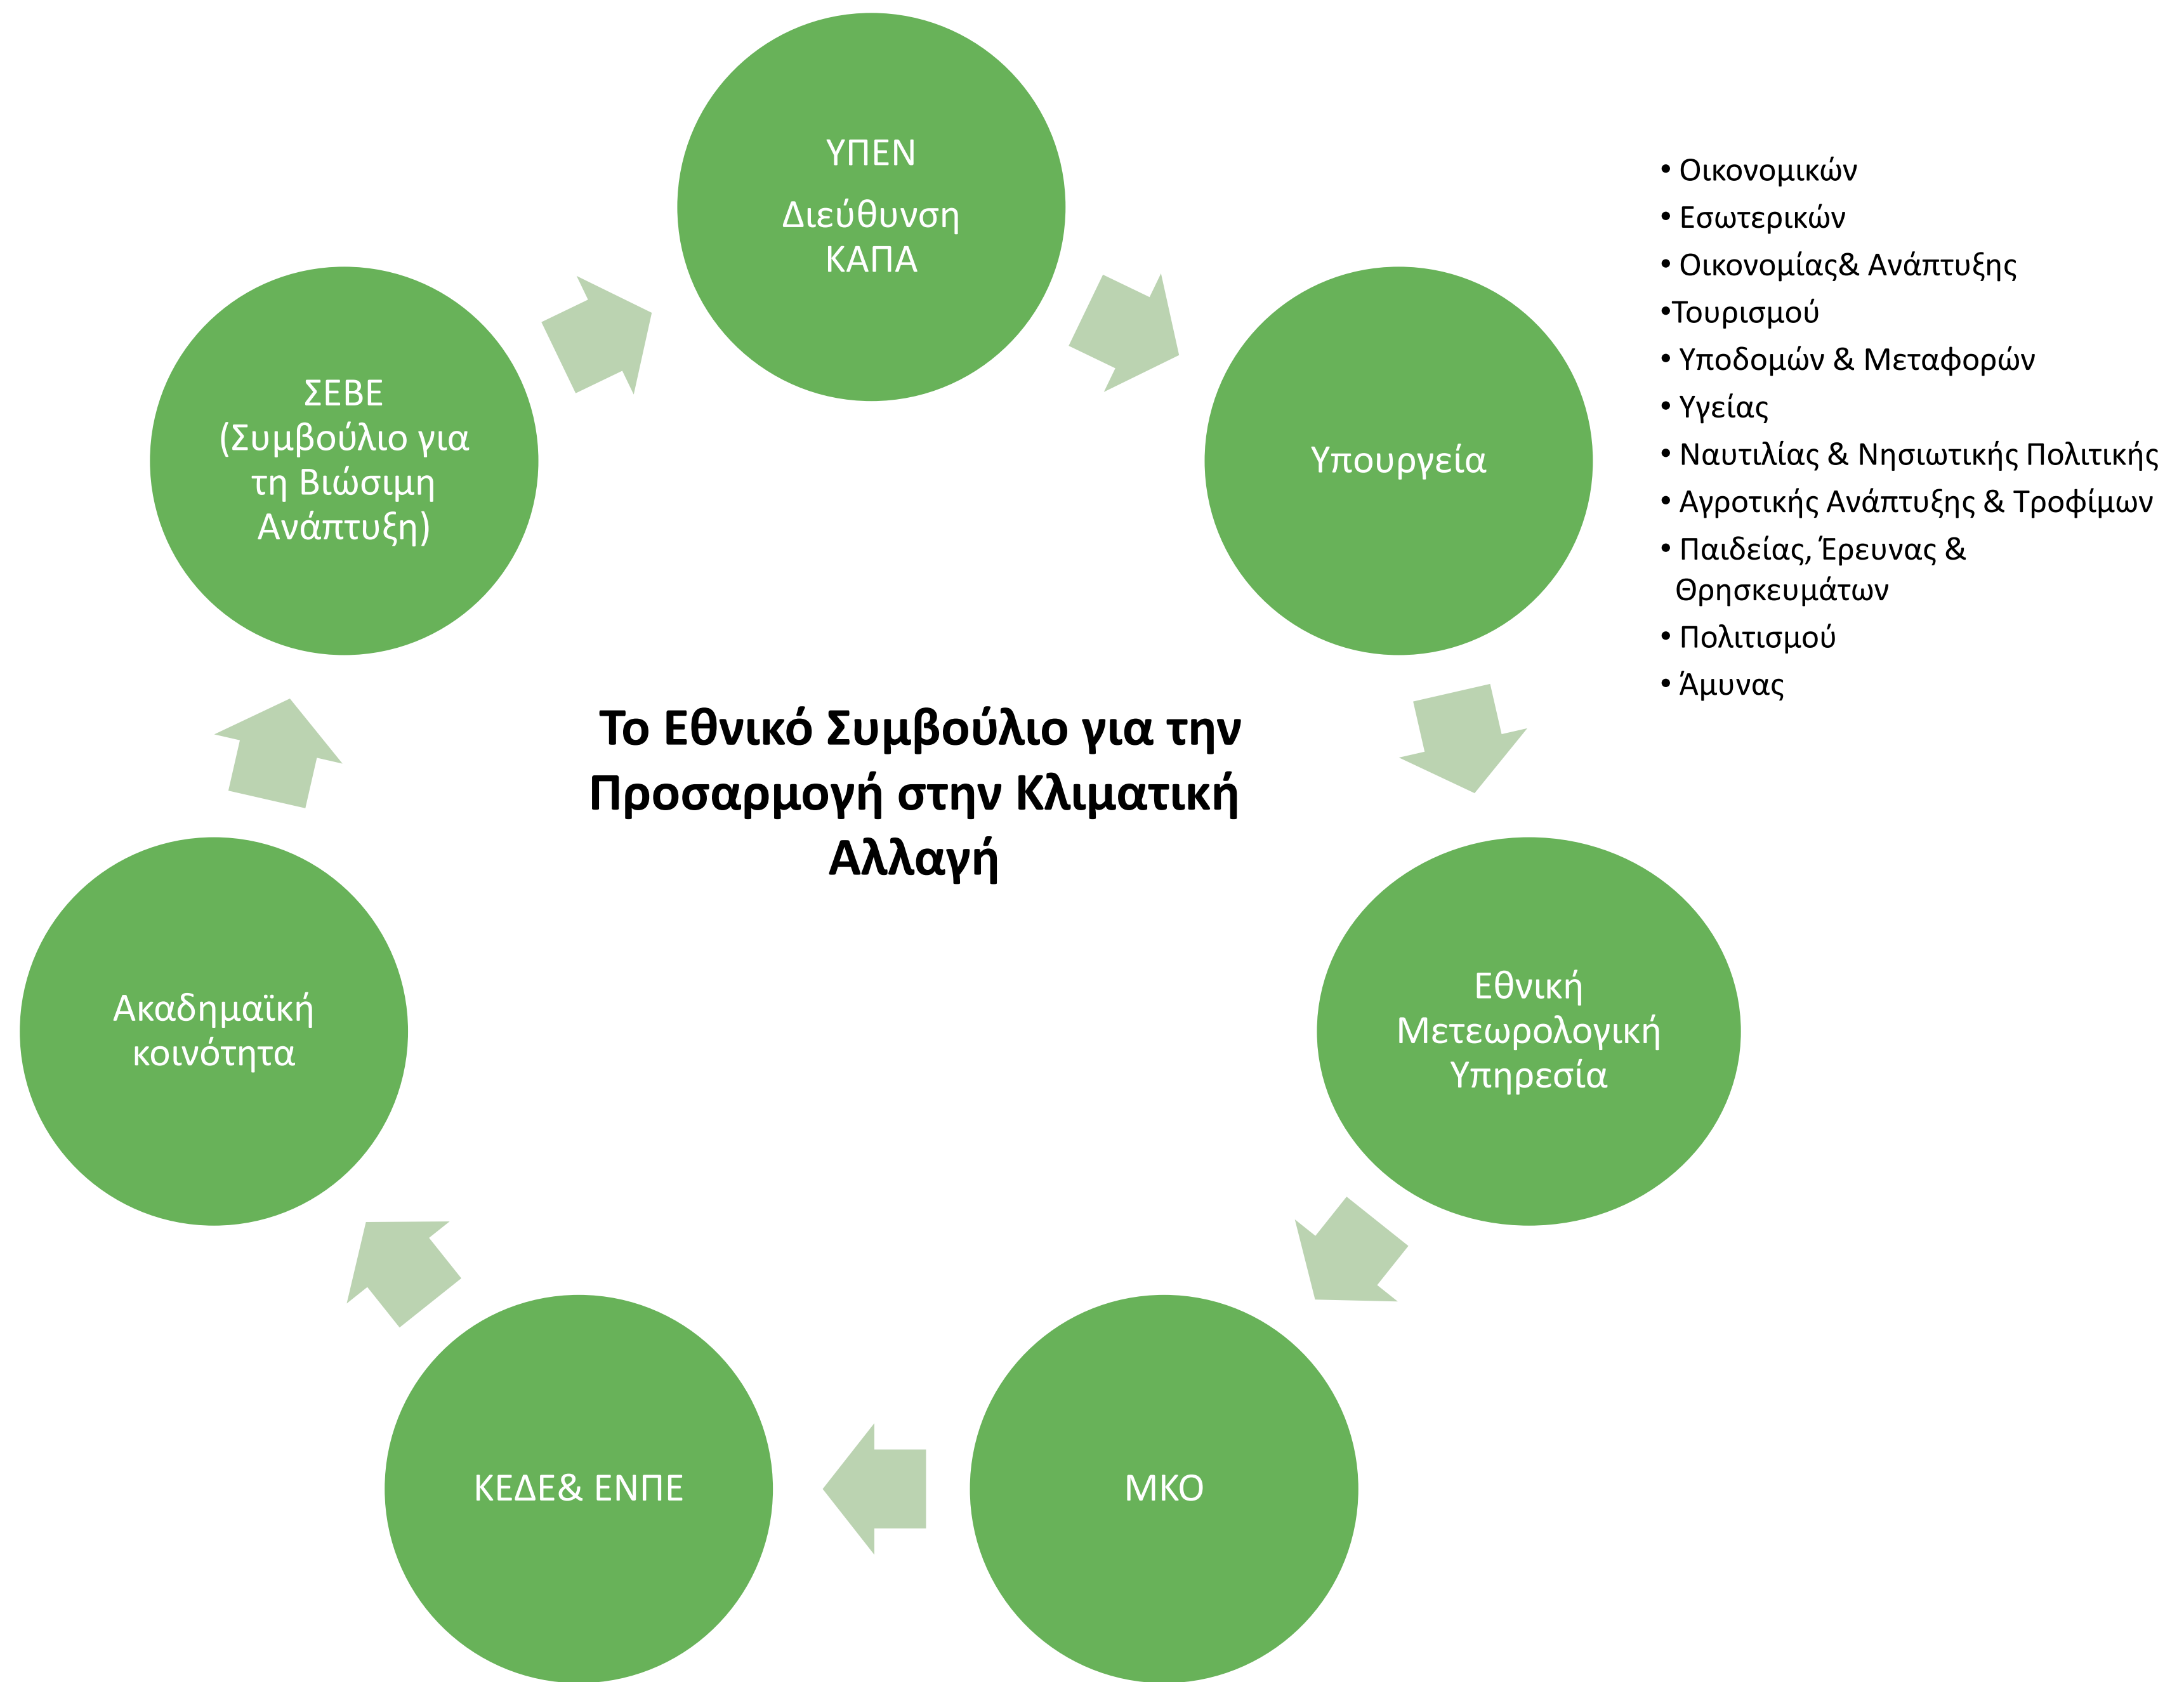 ΥΠΕΝ
Διεύθυνση
ΚΑΠΑ
Υπουργεία
• Οικονομικών
• Εσωτερικών
• Οικονομίας& Ανάπτυξης
•Τουρισμού
• Υποδομών & Μεταφορών
• Υγείας
• Ναυτιλίας & Νησιωτικής Πολιτικής
• Αγροτικής Ανάπτυξης & Τροφίμων
• Παιδείας, Έρευνας &
Θρησκευμάτων
• Πολιτισμού
• Άμυνας
Εθνική
Μετεωρολογική
Υπηρεσία
ΜΚΟ
ΚΕΔΕ& ΕΝΠΕ
Ακαδημαϊκή
κοινότητα
ΣΕΒΕ
(Συμβούλιο για
τη Βιώσιμη
Ανάπτυξη)
Το Εθνικό Συμβούλιο για την
Προσαρμογή στην Κλιματική
Αλλαγή